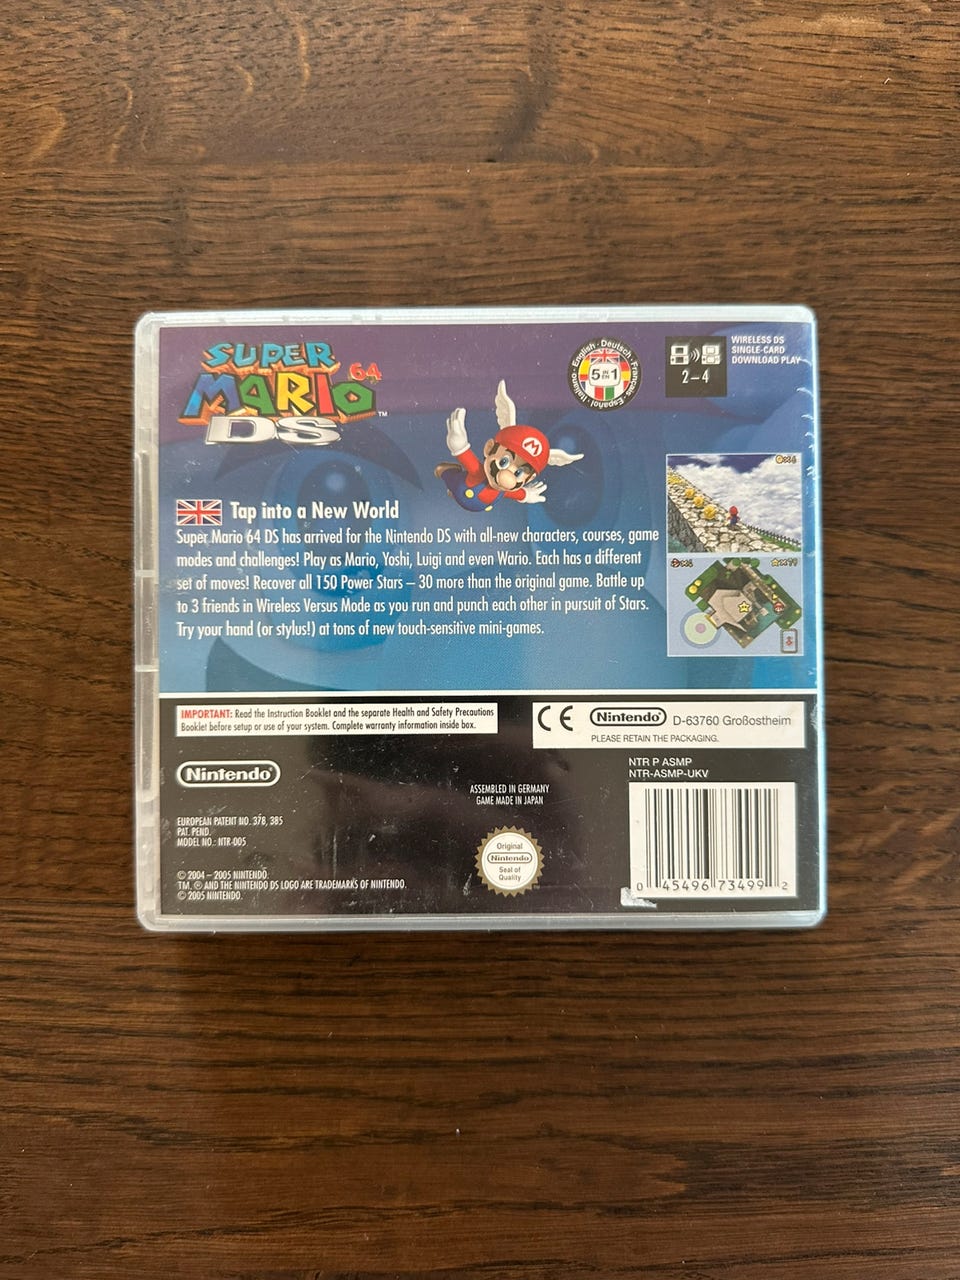 SUPER
MARIO 64 ™
DS
English · Deutsch · Français · Español · Italiano ·
5 IN EN 1
2–4
WIRELESS DS
SINGLE-CARD
DOWNLOAD PLAY
M
Tap into a New World
Super Mario 64 DS has arrived for the Nintendo DS with all-new characters, courses, game
modes and challenges! Play as Mario, Yoshi, Luigi and even Wario. Each has a different
set of moves! Recover all 150 Power Stars – 30 more than the original game. Battle up
to 3 friends in Wireless Versus Mode as you run and punch each other in pursuit of Stars.
Try your hand (or stylus!) at tons of new touch-sensitive mini-games.
IMPORTANT: Read the Instruction Booklet and the separate Health and Safety Precautions
Booklet before setup or use of your system. Complete warranty information inside box.
CE Nintendo® D-63760 Großostheim
PLEASE RETAIN THE PACKAGING.
Nintendo®
NTR P ASMP
NTR-ASMP-UKV
ASSEMBLED IN GERMANY
GAME MADE IN JAPAN
EUROPEAN PATENT NO. 378, 385
PAT. PEND.
MODEL NO.: NTR-005
Original
Nintendo
Seal of
Quality
© 2004 – 2005 NINTENDO.
TM, ® AND THE NINTENDO DS LOGO ARE TRADEMARKS OF NINTENDO.
© 2005 NINTENDO.
0 45496 73499 2